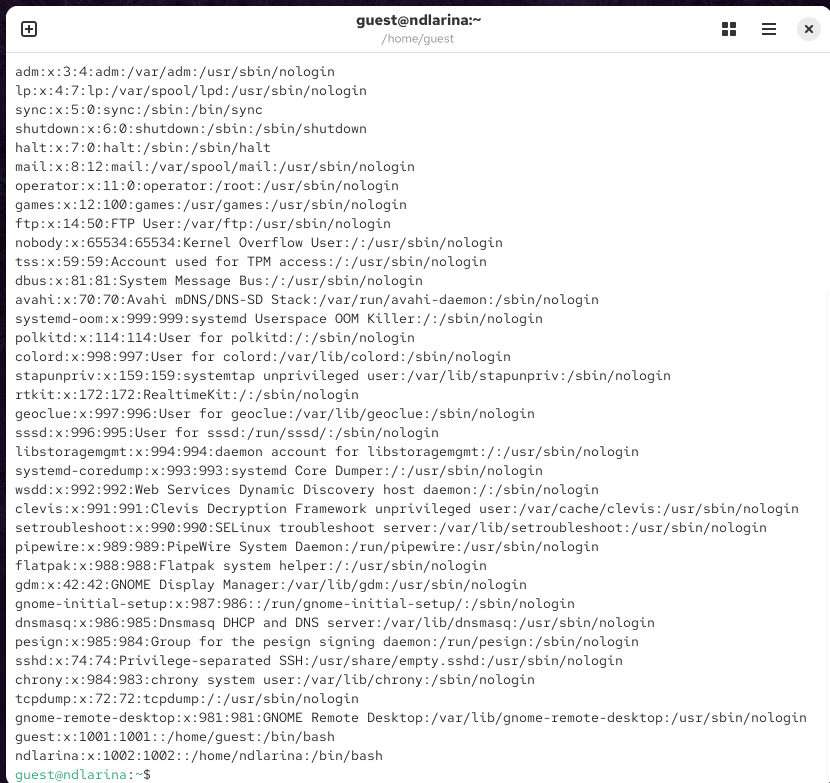 guest@ndlarina:~
/home/guest
adm:x:3:4:adm:/var/adm:/usr/sbin/nologin
lp:x:4:7:lp:/var/spool/lpd:/usr/sbin/nologin
sync:x:5:0:sync:/sbin:/bin/sync
shutdown:x:6:0:shutdown:/sbin:/sbin/shutdown
halt:x:7:0:halt:/sbin:/sbin/halt
mail:x:8:12:mail:/var/spool/mail:/usr/sbin/nologin
operator:x:11:0:operator:/root:/usr/sbin/nologin
games:x:12:100:games:/usr/games:/usr/sbin/nologin
ftp:x:14:50:FTP User:/var/ftp:/usr/sbin/nologin
nobody:x:65534:65534:Kernel Overflow User:/:/usr/sbin/nologin
tss:x:59:59:Account used for TPM access:/:/usr/sbin/nologin
dbus:x:81:81:System Message Bus:/:/usr/sbin/nologin
avahi:x:70:70:Avahi mDNS/DNS-SD Stack:/var/run/avahi-daemon:/sbin/nologin
systemd-oom:x:999:999:systemd Userspace OOM Killer:/:/usr/sbin/nologin
polkitd:x:114:114:User for polkitd:/:/sbin/nologin
colord:x:998:997:User for colord:/var/lib/colord:/sbin/nologin
stapunpriv:x:159:159:systemtap unprivileged user:/var/lib/stapunpriv:/sbin/nologin
rtkit:x:172:172:RealtimeKit:/:/sbin/nologin
geoclue:x:997:996:User for geoclue:/var/lib/geoclue:/sbin/nologin
sssd:x:996:995:User for sssd:/run/sssd/:/sbin/nologin
libstoragemgmt:x:994:994:daemon account for libstoragemgmt:/:/usr/sbin/nologin
systemd-coredump:x:993:993:systemd Core Dumper:/:/usr/sbin/nologin
wsdd:x:992:992:Web Services Dynamic Discovery host daemon:/:/sbin/nologin
clevis:x:991:991:Clevis Decryption Framework unprivileged user:/var/cache/clevis:/usr/sbin/nologin
setroubleshoot:x:990:990:SELinux troubleshoot server:/var/lib/setroubleshoot:/usr/sbin/nologin
pipewire:x:989:989:PipeWire System Daemon:/run/pipewire:/usr/sbin/nologin
flatpak:x:988:988:Flatpak system helper:/:/usr/sbin/nologin
gdm:x:42:42:GNOME Display Manager:/var/lib/gdm:/usr/sbin/nologin
gnome-initial-setup:x:987:986::/run/gnome-initial-setup/:/sbin/nologin
dnsmasq:x:986:985:Dnsmasq DHCP and DNS server:/var/lib/dnsmasq:/usr/sbin/nologin
pesign:x:985:984:Group for the pesign signing daemon:/run/pesign:/sbin/nologin
sshd:x:74:74:Privilege-separated SSH:/usr/share/empty.sshd:/usr/sbin/nologin
chrony:x:984:983:chrony system user:/var/lib/chrony:/sbin/nologin
tcpdump:x:72:72:tcpdump:/:/usr/sbin/nologin
gnome-remote-desktop:x:981:981:GNOME Remote Desktop:/var/lib/gnome-remote-desktop:/usr/sbin/nologin
guest:x:1001:1001::/home/guest:/bin/bash
ndlarina:x:1002:1002::/home/ndlarina:/bin/bash
guest@ndlarina:~$